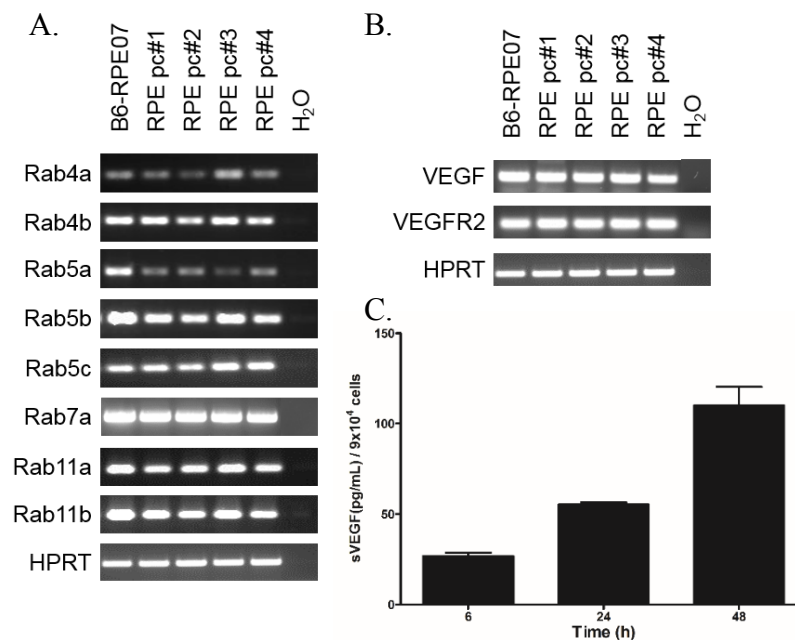 A.
B6-RPE07
RPE pc#1
RPE pc#2
RPE pc#3
RPE pc#4
H₂O
Rab4a
Rab4b
Rab5a
Rab5b
Rab5c
Rab7a
Rab11a
Rab11b
HPRT
B.
B6-RPE07
RPE pc#1
RPE pc#2
RPE pc#3
RPE pc#4
H₂O
VEGF
VEGFR2
HPRT
C.
sVEGF(pg/mL) / 9x10⁴ cells
150
100
50
0
6
24
48
Time (h)